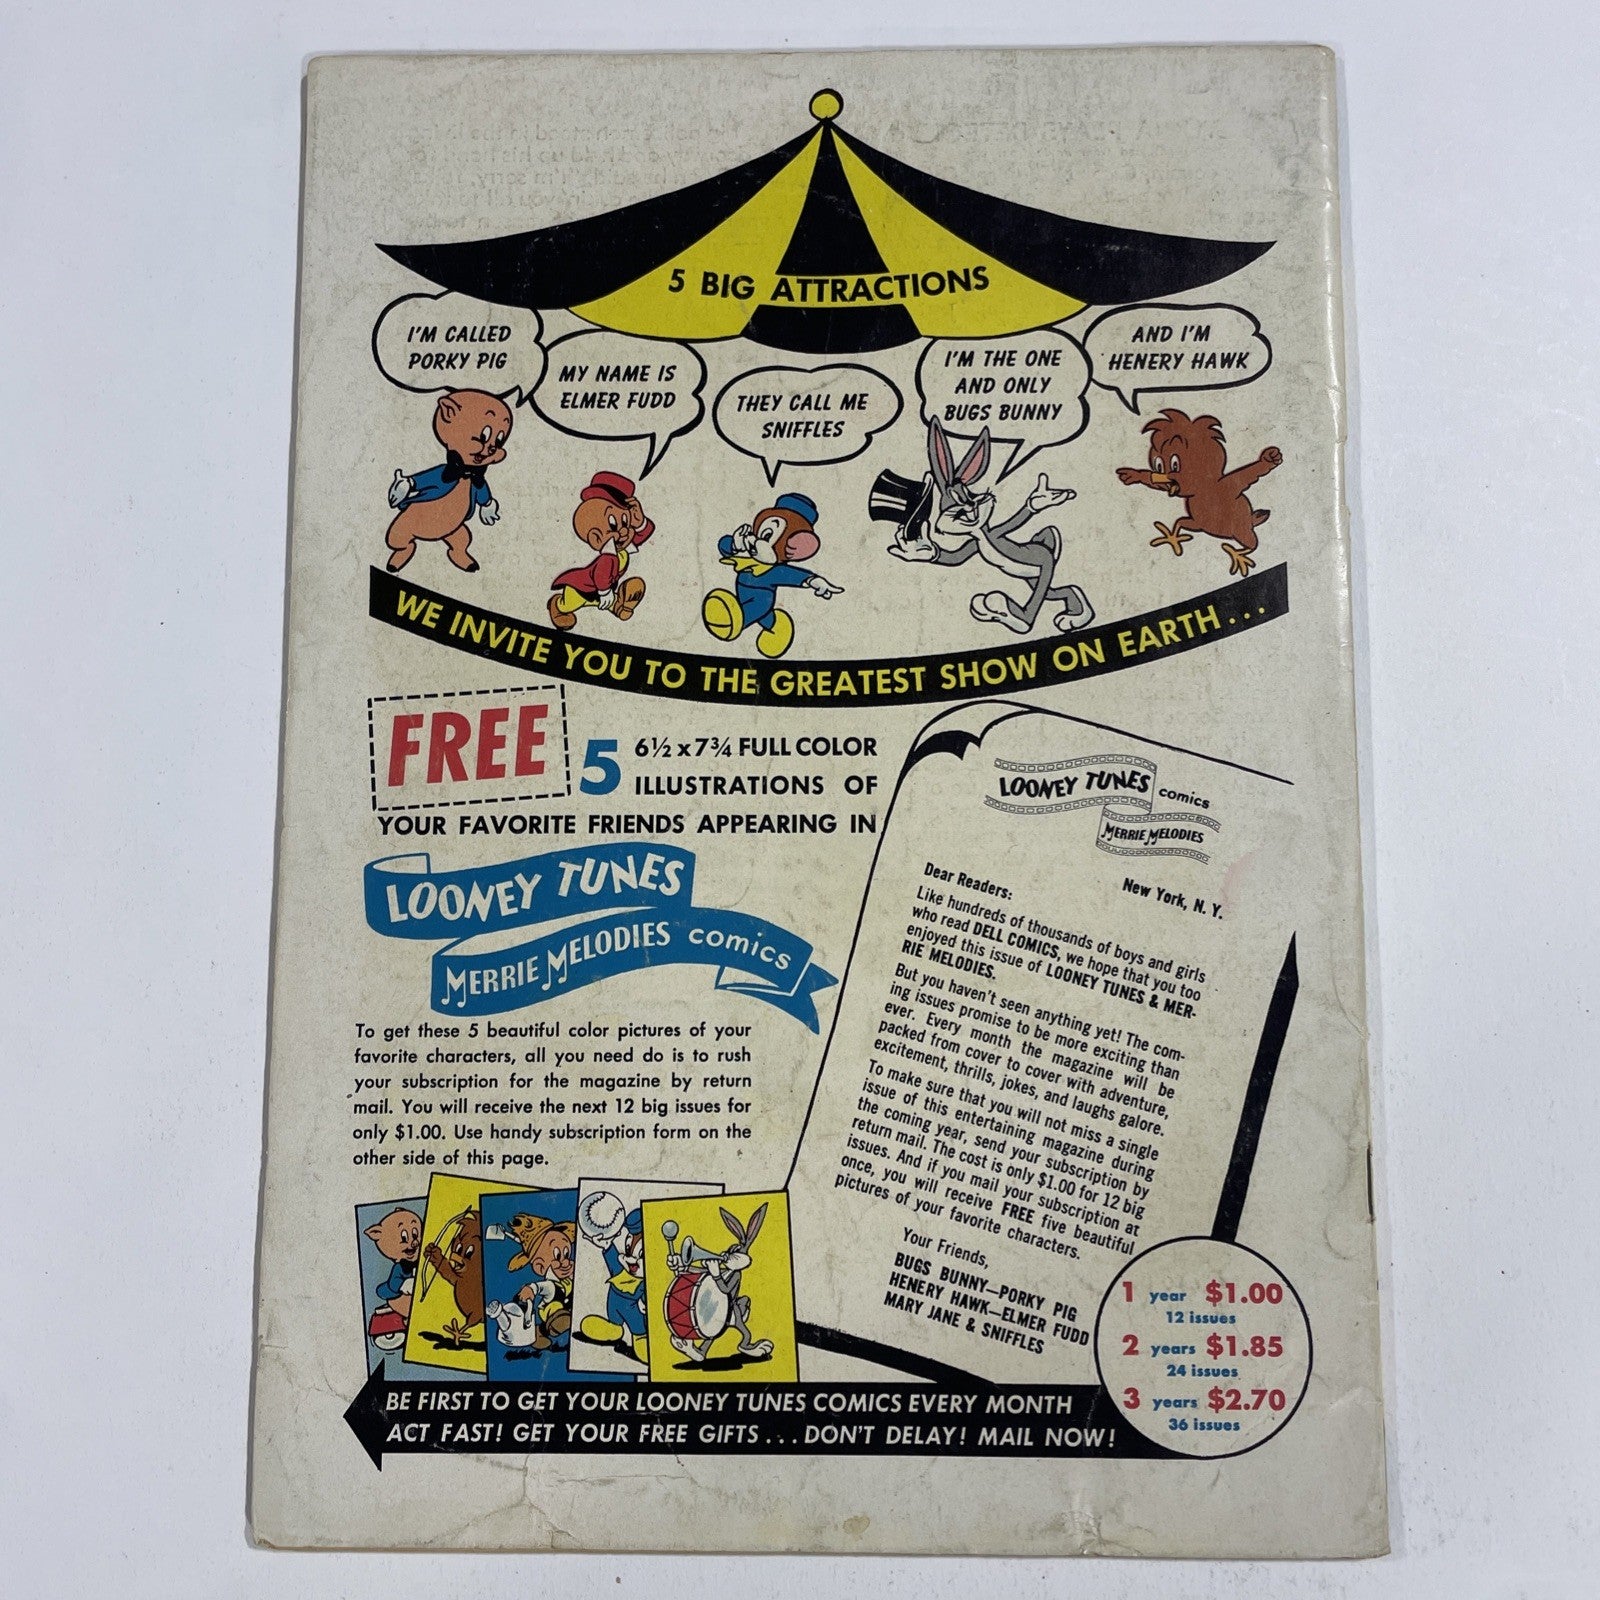 5 BIG ATTRACTIONS
I'M CALLED
PORKY PIG
MY NAME IS
ELMER FUDD
THEY CALL ME
SNIFFLES
I'M THE ONE
AND ONLY
BUGS BUNNY
AND I'M
HENERY HAWK
WE INVITE YOU TO THE GREATEST SHOW ON EARTH...
FREE
5 6½ x 7¾ FULL COLOR
ILLUSTRATIONS OF
YOUR FAVORITE FRIENDS APPEARING IN
LOONEY TUNES
MERRIE MELODIES comics
To get these 5 beautiful color pictures of your
favorite characters, all you need do is to rush
your subscription for the magazine by return
mail. You will receive the next 12 big issues for
only $1.00. Use handy subscription form on the
other side of this page.
LOONEY TUNES comics
MERRIE MELODIES
New York, N. Y.
Dear Readers:
Like hundreds of thousands of boys and girls
who read DELL COMICS, we hope that you too
enjoyed this issue of LOONEY TUNES & MER-
RIE MELODIES.
But you haven't seen anything yet! The com-
ing issues promise to be more exciting than
ever. Every month the magazine will be
packed from cover to cover with adventure,
excitement, thrills, jokes, and laughs galore.
To make sure that you will not miss a single
issue of this entertaining magazine during
the coming year, send your subscription by
return mail. The cost is only $1.00 for 12 big
issues. And if you mail your subscription at
once, you will receive FREE five beautiful
pictures of your favorite characters.
Your Friends,
BUGS BUNNY—PORKY PIG
HENERY HAWK—ELMER FUDD
MARY JANE & SNIFFLES
1 year $1.00
12 issues
2 years $1.85
24 issues
3 years $2.70
36 issues
BE FIRST TO GET YOUR LOONEY TUNES COMICS EVERY MONTH
ACT FAST! GET YOUR FREE GIFTS...DON'T DELAY! MAIL NOW!